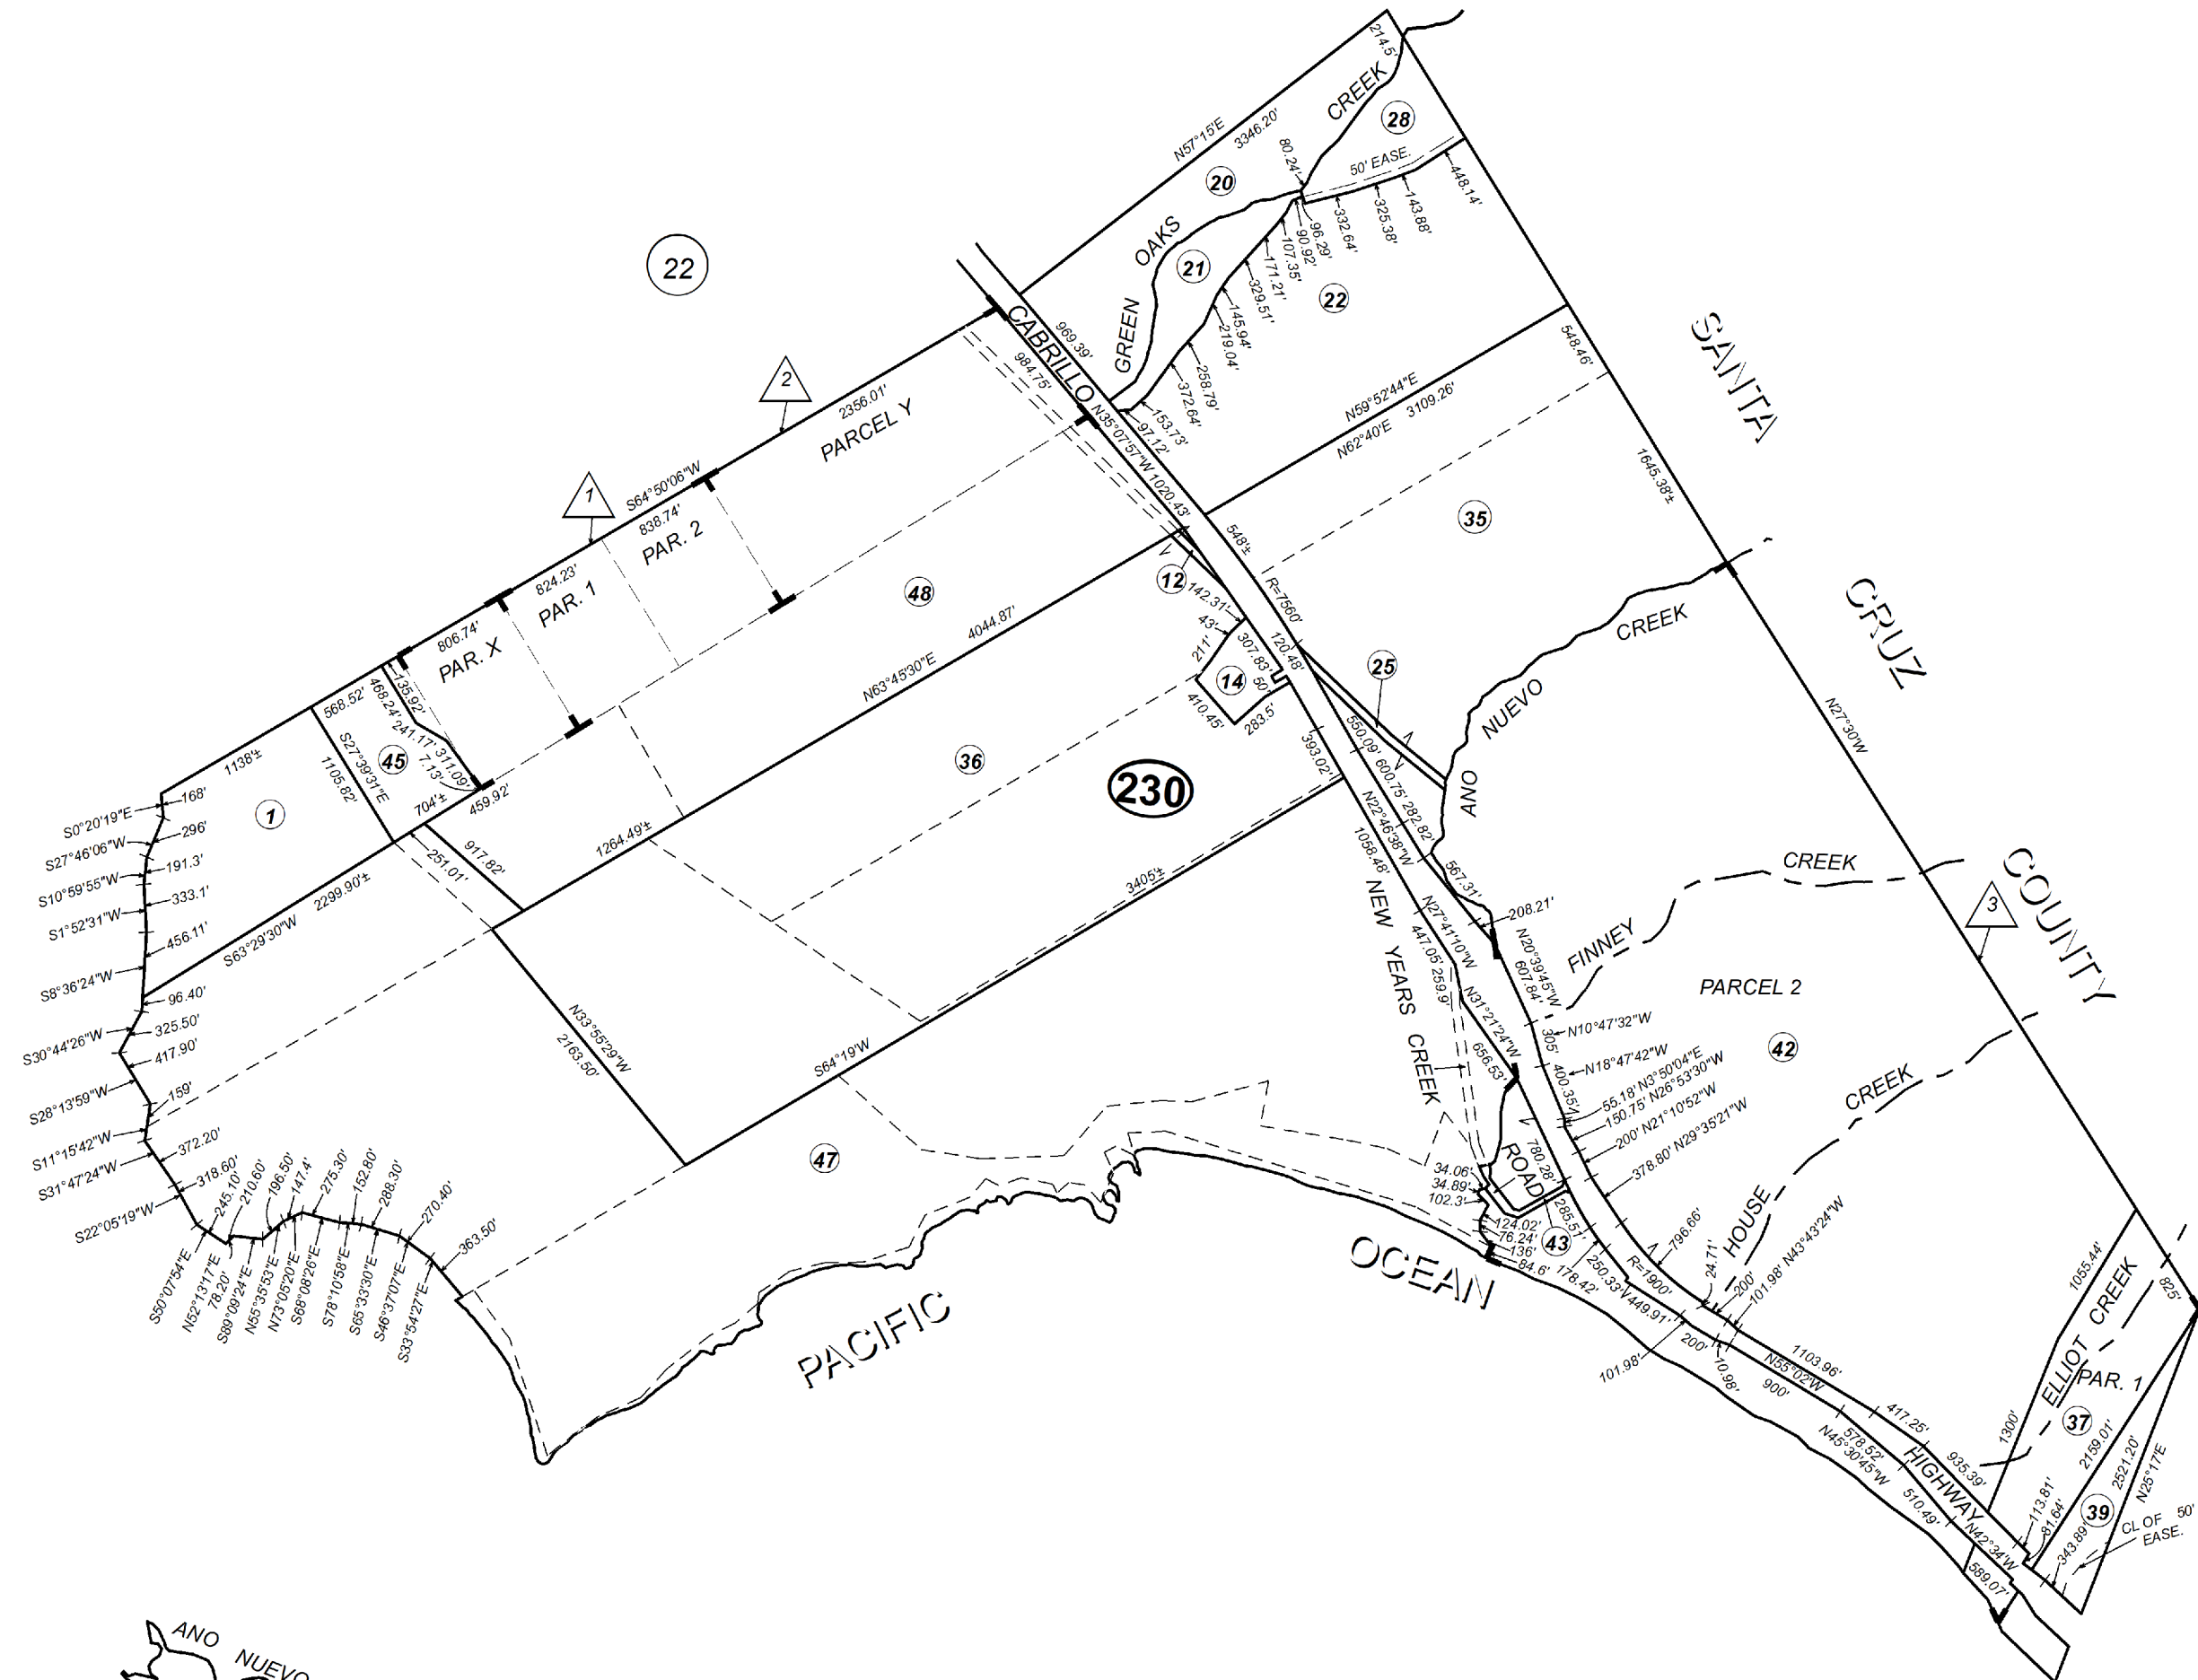 214.5'
CREEK
28
N57°15'E
3346.20'
80.24'
50' EASE.
448.14'
20
143.88'
325.38'
332.64'
96.29'
90.92'
107.35'
171.21'
329.51'
145.94'
219.04'
258.79'
372.64'
153.73'
97.12'
OAKS
21
GREEN
22
22
CABRILLO
969.39'
984.75'
N35°07'57"W 1020.43'
548.46'
SANTA
N59°52'44"E
3109.26'
N62°40'E
1645.38'±
2
2356.01'
PARCEL Y
1
S64°50'06"W
838.74'
PAR. 2
35
548'±
R=7560'
824.23'
PAR. 1
48
12
142.31'
43'
211'
307.83'
120.48'
CREEK
CRUZ
806.74'
PAR. X
4044.87'
N63°45'30"E
14
50'
410.45'
283.5'
25
NUEVO
N27°30'W
135.92'
468.24'
241.17'
311.09'
7.13'
568.52'
45
S27°39'31"E
1105.82'
704'±
459.92'
1138'±
36
230
393.02'
550.09'
600.75'
282.82'
ANO
N22°46'38"W
1058.48'
S0°20'19"E
168'
1
S27°46'06"W
296'
S10°59'55"W
191.3'
S1°52'31"W
333.1'
456.11'
S8°36'24"W
96.40'
S30°44'26"W
325.50'
417.90'
S28°13'59"W
159'
S11°15'42"W
S31°47'24"W
372.20'
S22°05'19"W
318.60'
251.01'
917.82'
1264.49'±
2299.90'±
S63°29'30"W
3405'±
S64°19'W
N33°55'29"W
2163.50'
NEW YEARS CREEK
567.31'
208.21'
N27°41'10"W
447.05'
259.9'
N20°39'45"W
607.84'
N31°21'24"W
656.53'
CREEK
FINNEY
COUNTY
3
PARCEL 2
42
305'
N10°47'32"W
N18°47'42"W
400.35'
55.18' N3°50'04"E
150.75' N26°53'30"W
200' N21°10'52"W
378.80' N29°35'21"W
CREEK
HOUSE
47
245.10'
210.60'
196.50'
147.4'
275.30'
152.80'
288.30'
270.40'
363.50'
S50°07'54"E
N52°13'17"E
78.20'
S89°09'24"E
N55°35'53"E
N73°05'20"E
S68°08'26"E
S78°10'58"E
S65°33'30"E
S46°37'07"E
S33°54'27"E
34.06'
34.89'
102.3'
ROAD
780.28'
285.51'
124.02'
76.24'
136'
84.6'
43
178.42'
250.33'
449.91'
R=1900'
796.66'
24.71'
200'
101.98' N43°43'24"W
101.98'
200'
10.98'
PACIFIC
OCEAN
1103.96'
N55°02'W
900'
417.25'
578.52'
N45°30'45"W
HIGHWAY
935.39'
510.49'
N42°34'W
589.07'
1055.44'
825'
ELLIOT CREEK
PAR. 1
37
1300'
2159.01'
2521.20'
N25°17'E
113.81'
81.64'
343.89'
39
CL OF 50'
EASE.
ANO
NUEVO